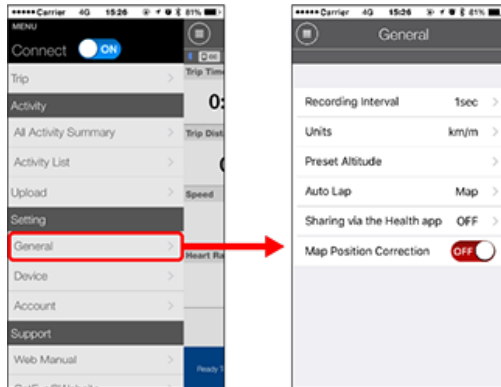 Carrier 4G 15:26 81%
MENU
Connect ON
Trip
Activity
All Activity Summary
Activity List
Upload
Setting
General
Device
Account
Support
Web Manual
Trip Time
0:
Trip Dist
Speed
Heart Ra
Ready T
Carrier 4G 15:26 81%
General
Recording Interval 1sec
Units km/m
Preset Altitude
Auto Lap Map
Sharing via the Health app OFF
Map Position Correction OFF